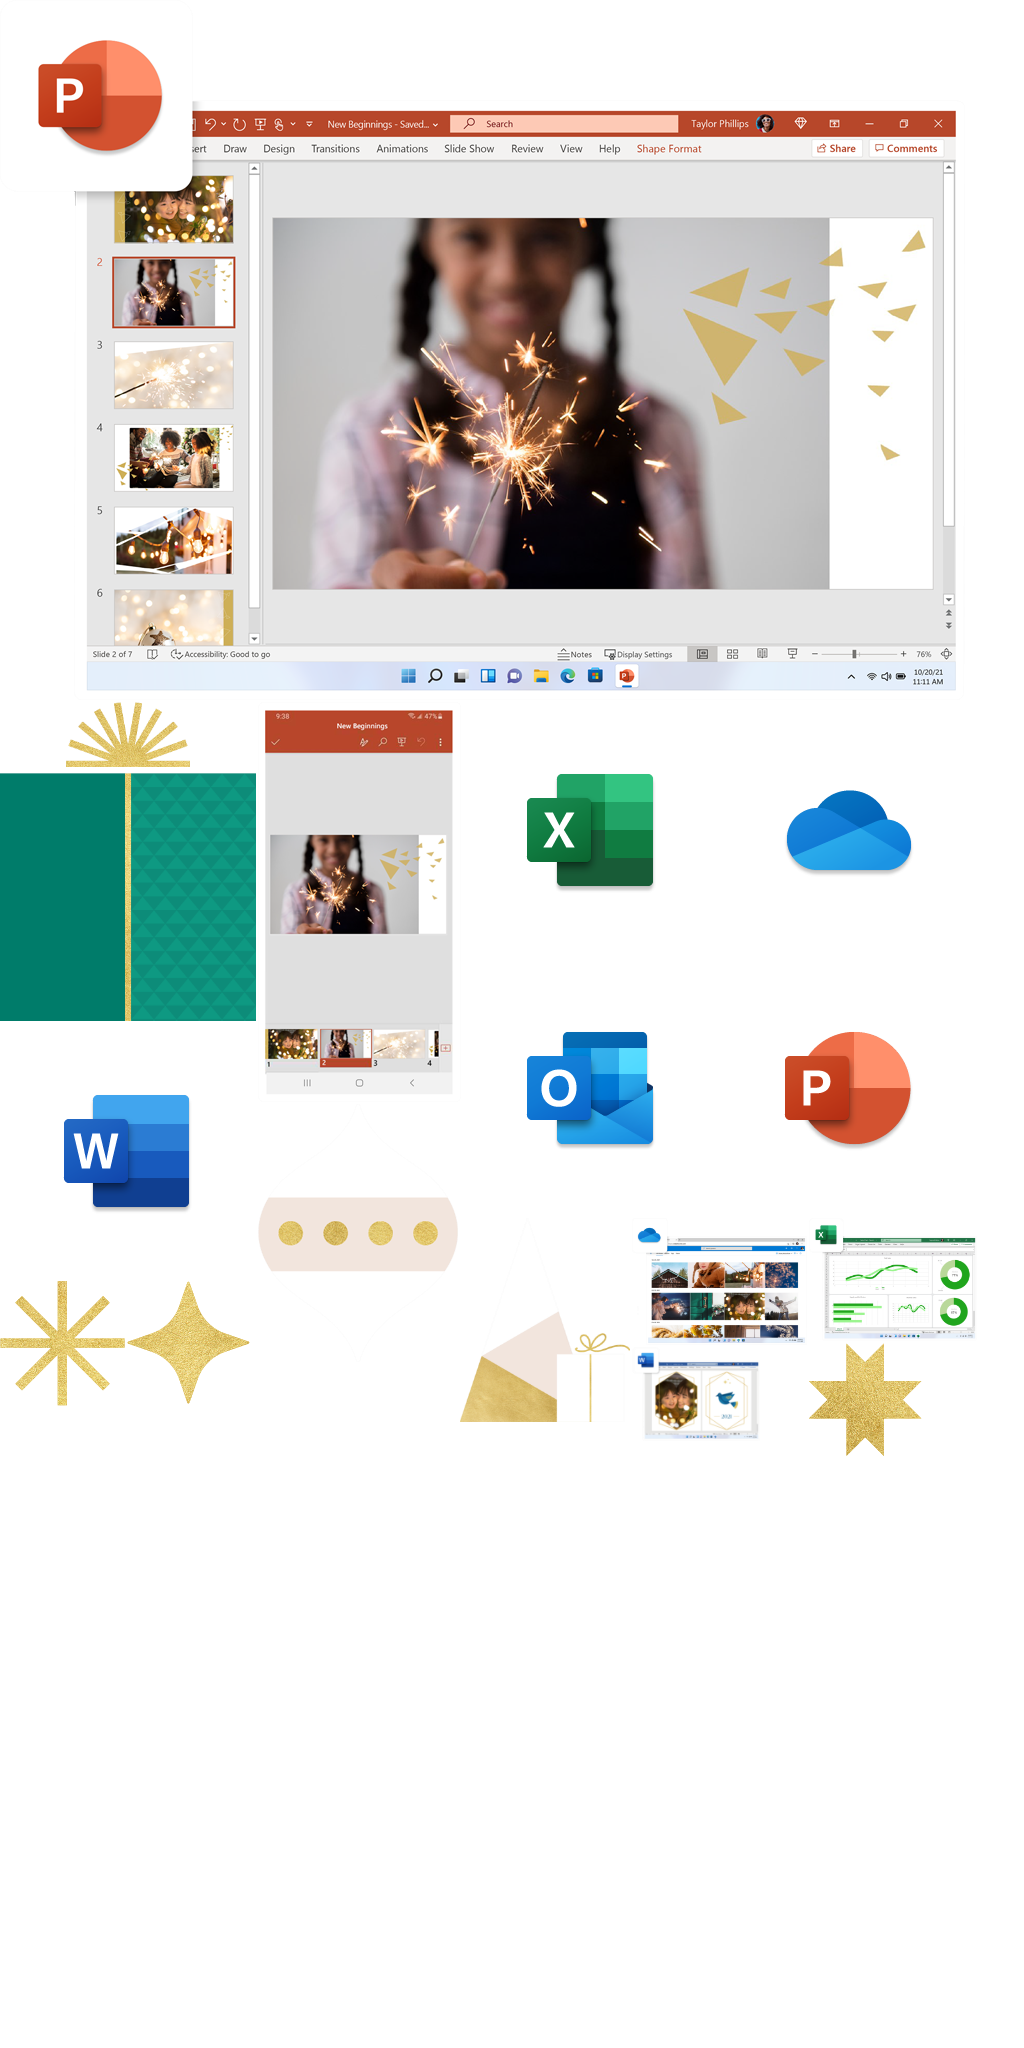 P
New Beginnings - Saved...
Search
Taylor Phillips
sert
Draw
Design
Transitions
Animations
Slide Show
Review
View
Help
Shape Format
Share
Comments
2
3
4
5
6
Slide 2 of 7
Accessibility: Good to go
Notes
Display Settings
76%
10/20/21
11:11 AM
P
9:38
47%
New Beginnings
1
2
3
4
X
O
P
W
X
W